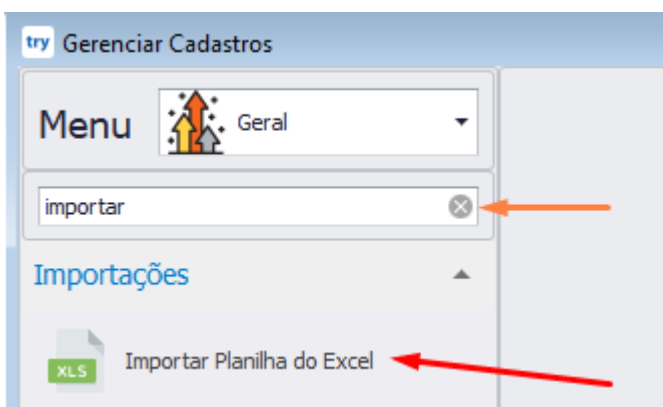 try Gerenciar Cadastros
Menu Geral
importar
Importações
XLS Importar Planilha do Excel